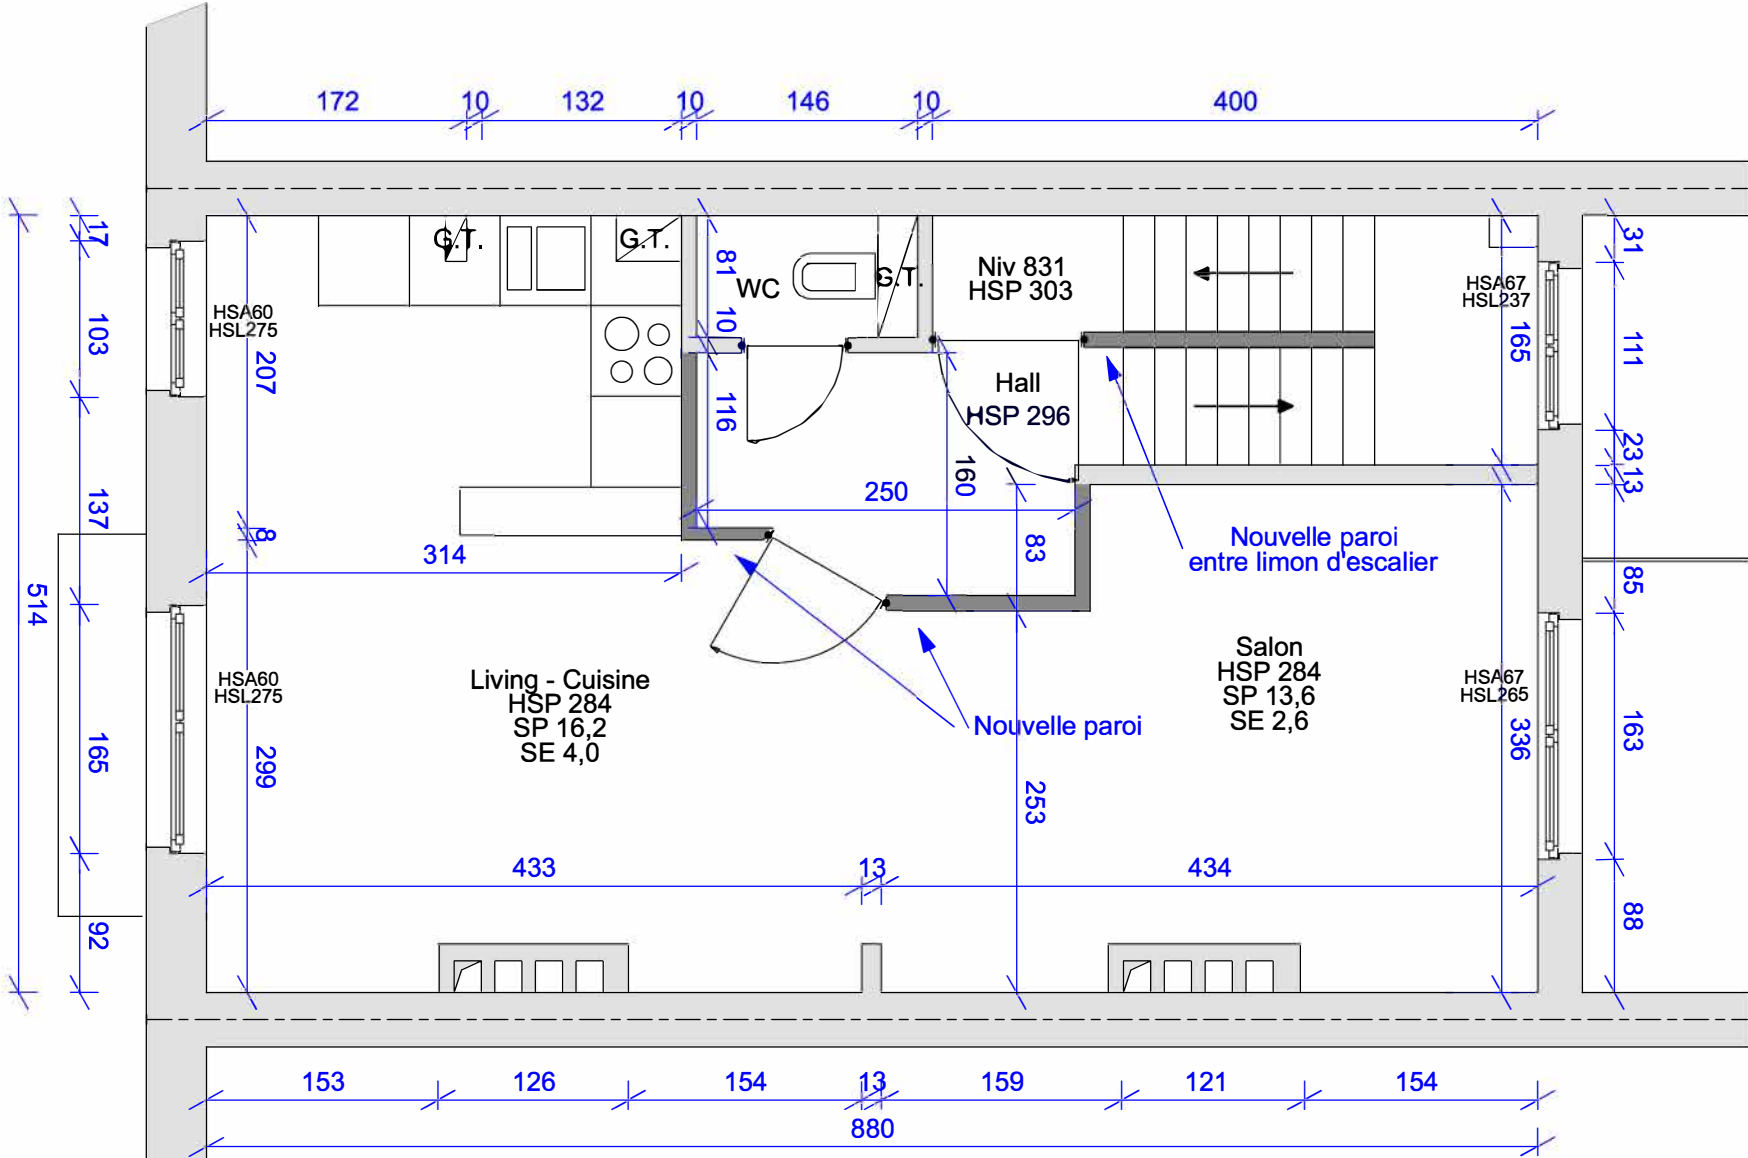 172 10 132 10 146 10 400
G.T. G.T. WC G.T.
Niv 831
HSP 303
17 103 137 165 92
514
HSA60
HSL275
207
8
299
HSA60
HSL275
81 10 116
Hall
HSP 296
160
250
83
253
314
HSA67
HSL237
165
336
HSA67
HSL265
31 111 23 13 85 163 88
Nouvelle paroi
entre limon d'escalier
Living - Cuisine
HSP 284
SP 16,2
SE 4,0
Salon
HSP 284
SP 13,6
SE 2,6
Nouvelle paroi
433 13 434
153 126 154 13 159 121 154
880